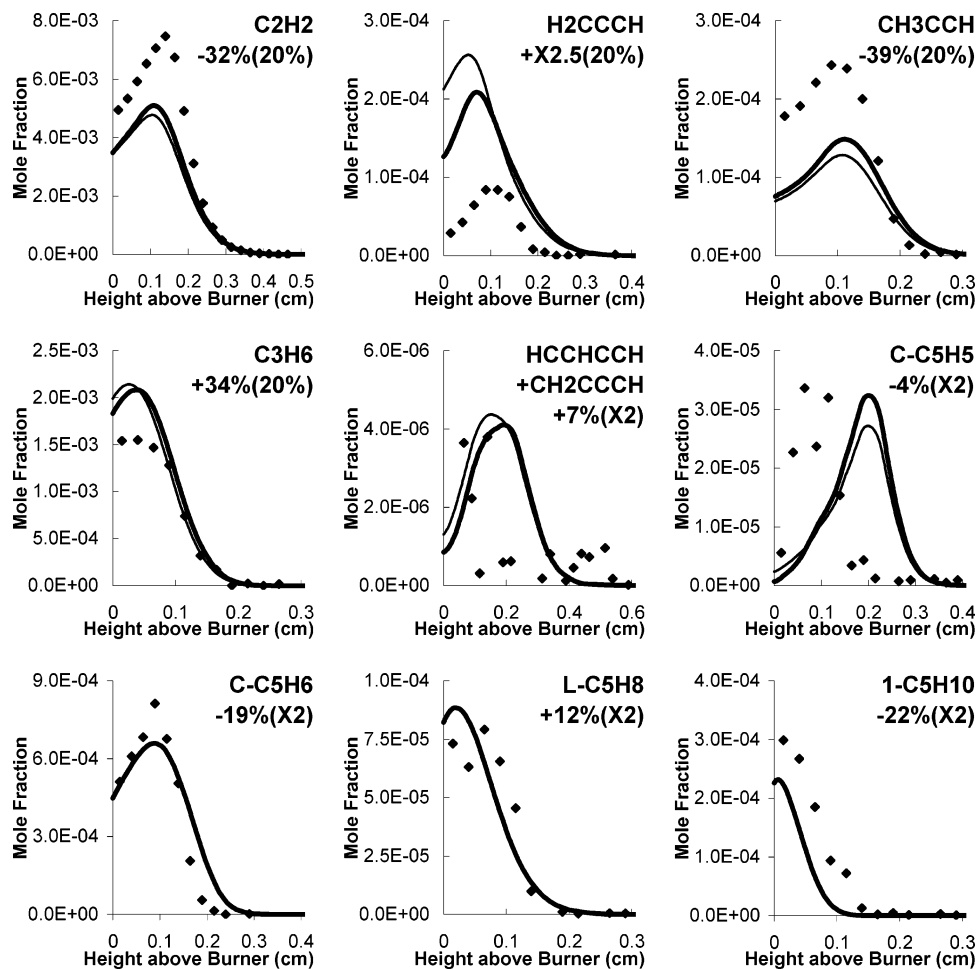 C2H2
-32%(20%)
8.0E-03
6.0E-03
4.0E-03
2.0E-03
0.0E+00
Mole Fraction
0 0.1 0.2 0.3 0.4 0.5
Height above Burner (cm)
H2CCCH
+X2.5(20%)
3.0E-04
2.0E-04
1.0E-04
0.0E+00
Mole Fraction
0 0.1 0.2 0.3 0.4
Height above Burner (cm)
CH3CCH
-39%(20%)
3.0E-04
2.0E-04
1.0E-04
0.0E+00
Mole Fraction
0 0.1 0.2 0.3
Height above Burner (cm)
C3H6
+34%(20%)
2.5E-03
2.0E-03
1.5E-03
1.0E-03
5.0E-04
0.0E+00
Mole Fraction
0 0.1 0.2 0.3
Height above Burner (cm)
HCCHCCH
+CH2CCCH
+7%(X2)
6.0E-06
4.0E-06
2.0E-06
0.0E+00
Mole Fraction
0 0.2 0.4 0.6
Height above Burner (cm)
C-C5H5
-4%(X2)
4.0E-05
3.0E-05
2.0E-05
1.0E-05
0.0E+00
Mole Fraction
0 0.1 0.2 0.3 0.4
Height above Burner (cm)
C-C5H6
-19%(X2)
9.0E-04
6.0E-04
3.0E-04
0.0E+00
Mole Fraction
0 0.1 0.2 0.3 0.4
Height above Burner (cm)
L-C5H8
+12%(X2)
1.0E-04
7.5E-05
5.0E-05
2.5E-05
0.0E+00
Mole Fraction
0 0.1 0.2 0.3
Height above Burner (cm)
1-C5H10
-22%(X2)
4.0E-04
3.0E-04
2.0E-04
1.0E-04
0.0E+00
Mole Fraction
0 0.1 0.2 0.3
Height above Burner (cm)